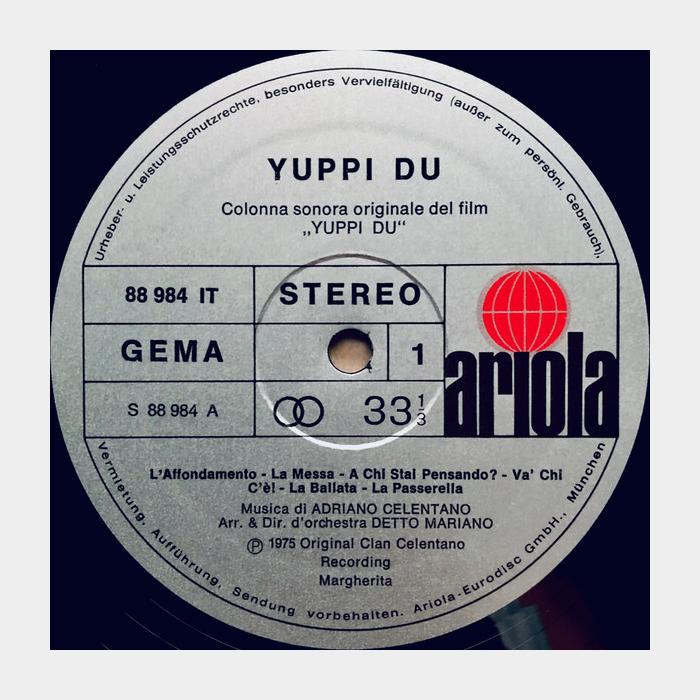 Urheber- u. Leistungsschutzrechte, besonders Vervielfältigung (außer zum persönl. Gebrauch),
YUPPI DU
Colonna sonora originale del film
„YUPPI DU“
88 984 IT
STEREO
GEMA
1
S 88 984 A
33 1/3
ariola
L'Affondamento - La Messa - A Chi Stai Pensando? - Va' Chi
C'è! - La Ballata - La Passerella
Musica di ADRIANO CELENTANO
Arr. & Dir. d'orchestra DETTO MARIANO
Ⓟ 1975 Original Clan Celentano
Recording
Margherita
Vermietung, Aufführung, Sendung vorbehalten. Ariola-Eurodisc GmbH., München